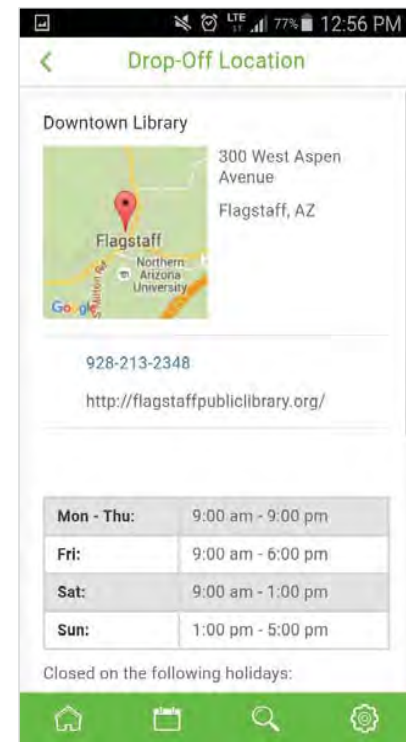 LTE 77% 12:56 PM
Drop-Off Location
Downtown Library
300 West Aspen
Avenue
Flagstaff, AZ
Flagstaff
Northern
Arizona
University
S Milton Rd
Google
928-213-2348
http://flagstaffpubliclibrary.org/
Mon - Thu: 9:00 am - 9:00 pm
Fri: 9:00 am - 6:00 pm
Sat: 9:00 am - 1:00 pm
Sun: 1:00 pm - 5:00 pm
Closed on the following holidays: